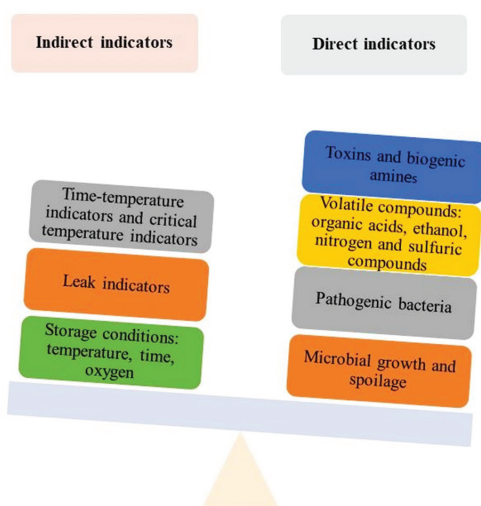 Indirect indicators
Direct indicators
Time-temperature
indicators and critical
temperature indicators
Leak indicators
Storage conditions:
temperature, time,
oxygen
Toxins and biogenic
amines
Volatile compounds:
organic acids, ethanol,
nitrogen and sulfuric
compounds
Pathogenic bacteria
Microbial growth and
spoilage